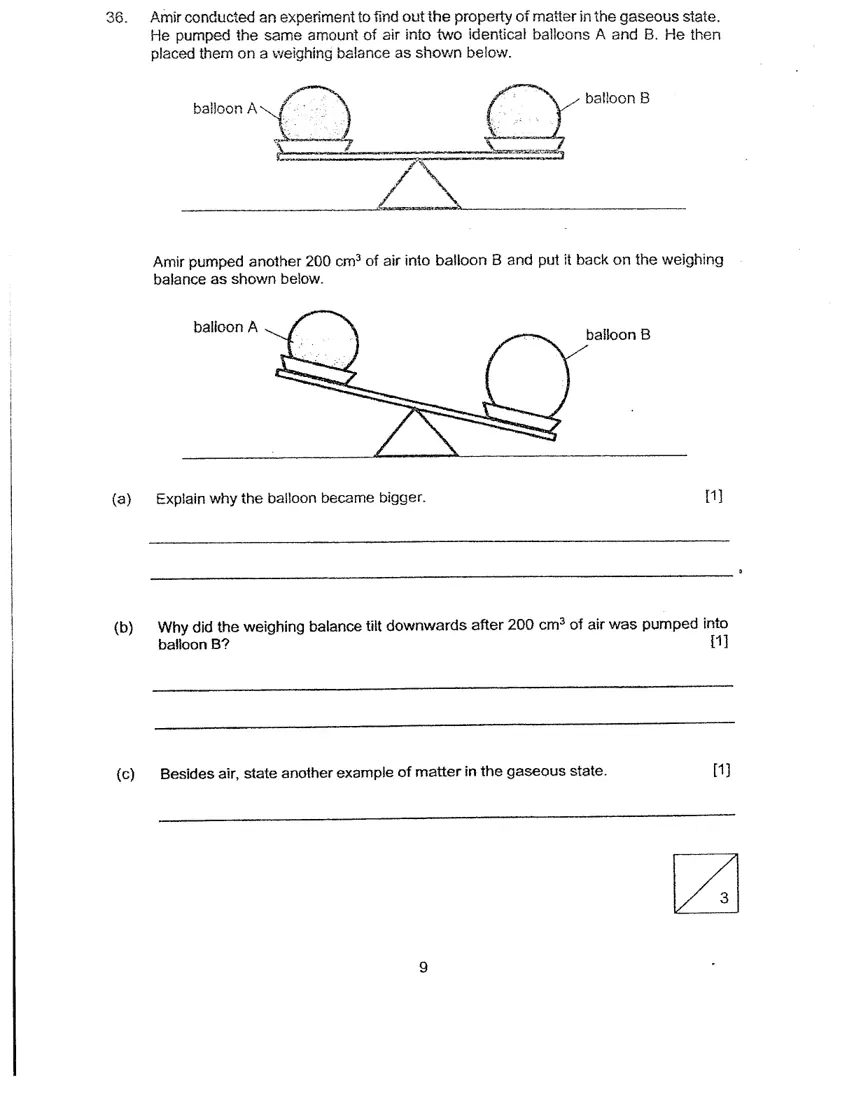 36. Amir conducted an experiment to find out the property of matter in the gaseous state.
He pumped the same amount of air into two identical balloons A and B. He then
placed them on a weighing balance as shown below.
balloon A
balloon B
Amir pumped another 200 cm³ of air into balloon B and put it back on the weighing
balance as shown below.
balloon A
balloon B
(a) Explain why the balloon became bigger. [1]
(b) Why did the weighing balance tilt downwards after 200 cm³ of air was pumped into
balloon B? [1]
(c) Besides air, state another example of matter in the gaseous state. [1]
3
9